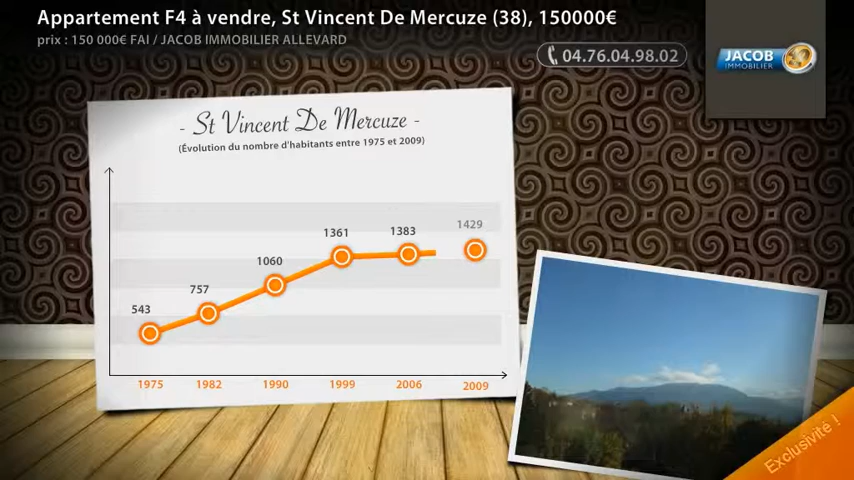 Appartement F4 à vendre, St Vincent De Mercuze (38), 150000€
prix : 150 000€ FAI / JACOB IMMOBILIER ALLEVARD
04.76.04.98.02
JACOB
IMMOBILIER
- St Vincent De Mercuze -
(Évolution du nombre d'habitants entre 1975 et 2009)
543
757
1060
1361
1383
1429
1975 1982 1990 1999 2006 2009
Exclusivité !